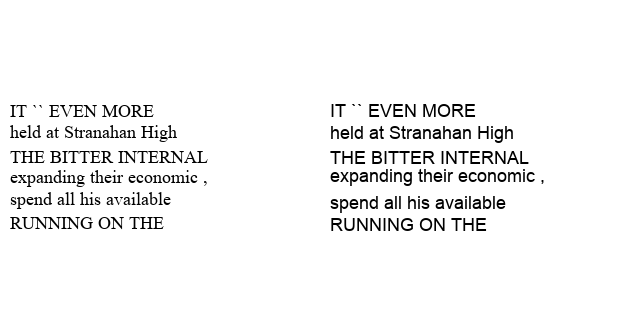 IT `` EVEN MORE
held at Stranahan High
THE BITTER INTERNAL
expanding their economic ,
spend all his available
RUNNING ON THE
IT `` EVEN MORE
held at Stranahan High
THE BITTER INTERNAL
expanding their economic ,
spend all his available
RUNNING ON THE